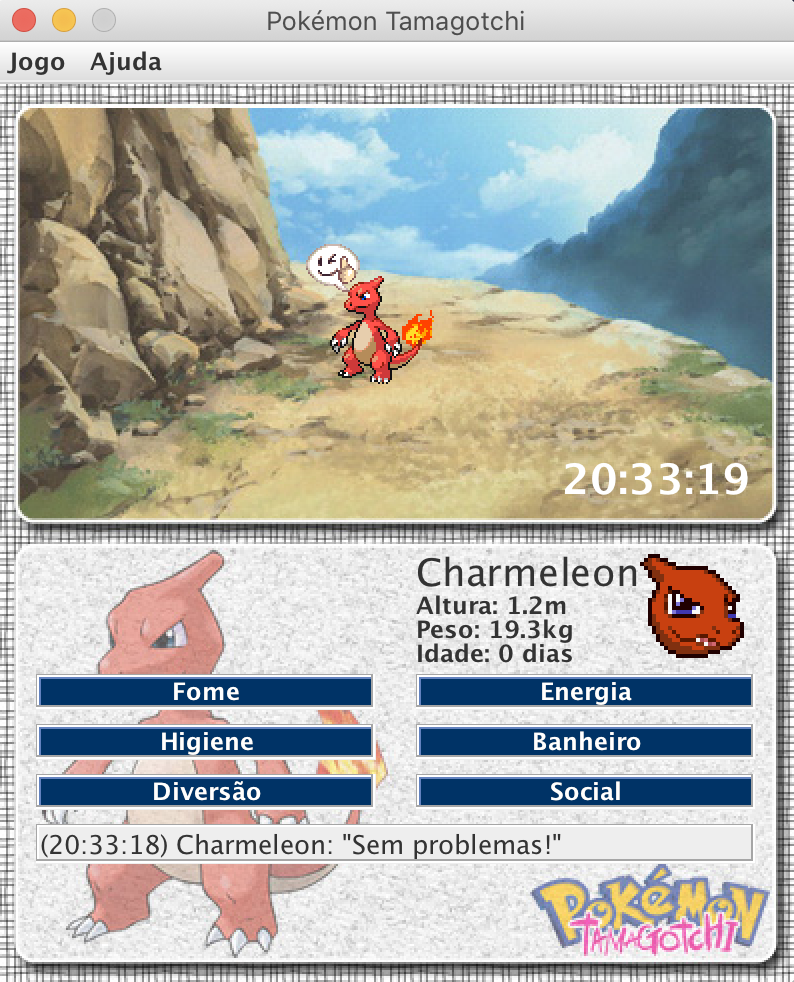 Pokémon Tamagotchi
Jogo Ajuda
20:33:19
Charmeleon
Altura: 1.2m
Peso: 19.3kg
Idade: 0 dias
Fome Energia
Higiene Banheiro
Diversão Social
(20:33:18) Charmeleon: "Sem problemas!"
POKéMON
TAMAGOTCHI